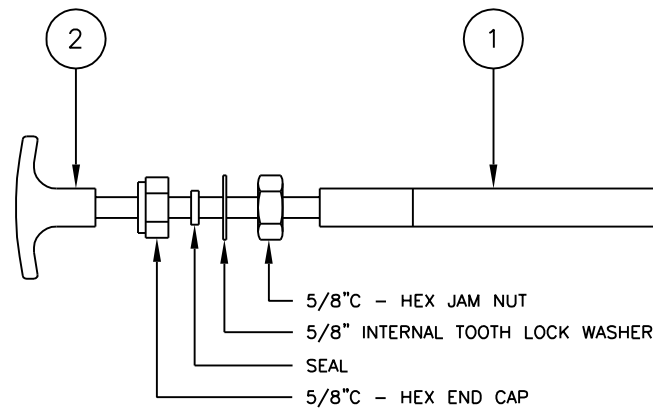 2
1
5/8"C - HEX JAM NUT
5/8" INTERNAL TOOTH LOCK WASHER
SEAL
5/8"C - HEX END CAP